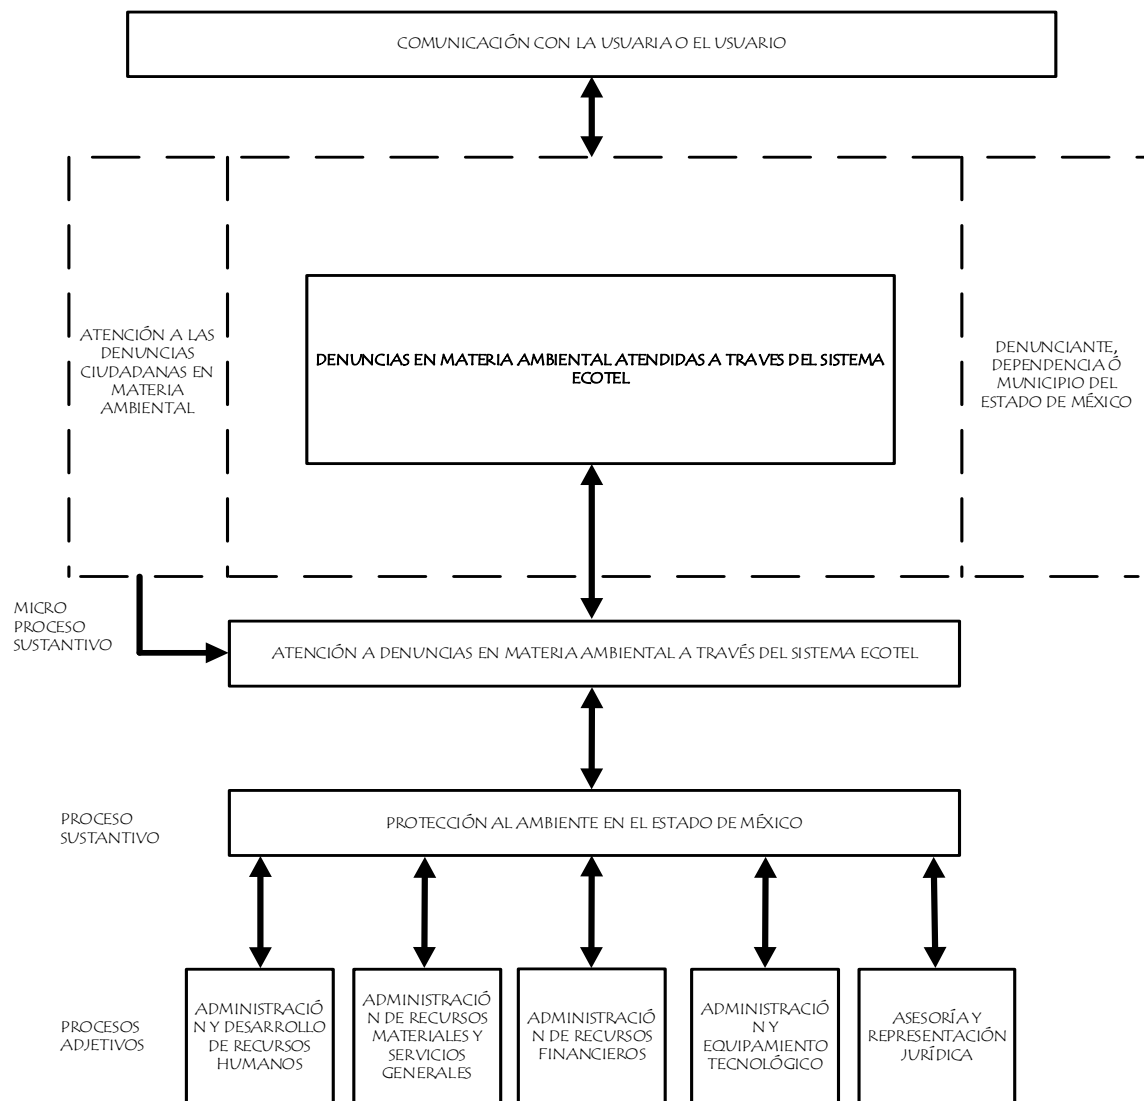 COMUNICACIÓN CON LA USUARIA O EL USUARIO
ATENCIÓN A LAS
DENUNCIAS
CIUDADANAS EN
MATERIA
AMBIENTAL
DENUNCIAS EN MATERIA AMBIENTAL ATENDIDAS A TRAVES DEL SISTEMA
ECOTEL
DENUNCIANTE,
DEPENDENCIA Ó
MUNICIPIO DEL
ESTADO DE MÉXICO
MICRO
PROCESO
SUSTANTIVO
ATENCIÓN A DENUNCIAS EN MATERIA AMBIENTAL A TRAVÉS DEL SISTEMA ECOTEL
PROCESO
SUSTANTIVO
PROTECCIÓN AL AMBIENTE EN EL ESTADO DE MÉXICO
PROCESOS
ADJETIVOS
ADMINISTRACIÓ
N Y DESARROLLO
DE RECURSOS
HUMANOS
ADMINISTRACIÓ
N DE RECURSOS
MATERIALES Y
SERVICIOS
GENERALES
ADMINISTRACIÓ
N DE RECURSOS
FINANCIEROS
ADMINISTRACIÓ
N Y
EQUIPAMIENTO
TECNOLÓGICO
ASESORÍA Y
REPRESENTACIÓN
JURÍDICA